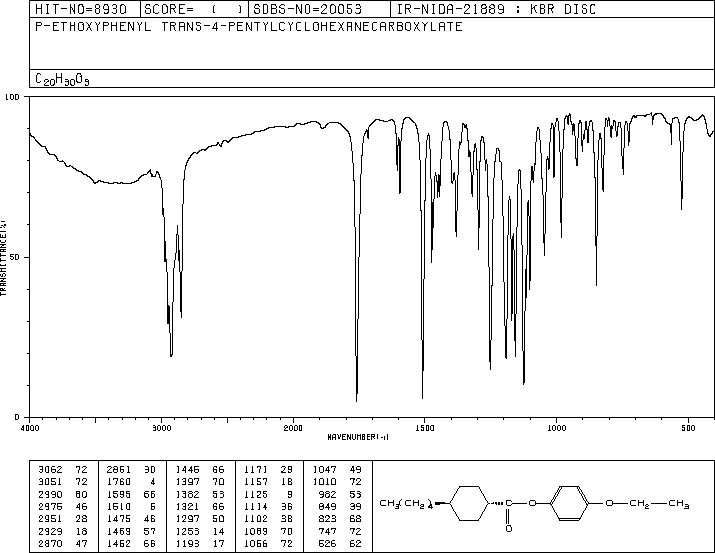 HIT-NO=8930 SCORE= ( ) SDBS-NO=20053 IR-NIDA-21889 : KBR DISC
P-ETHOXYPHENYL TRANS-4-PENTYLCYCLOHEXANECARBOXYLATE
C20H30O3
100
50
0
TRANSMITTANCE(%)
4000 3000 2000 1500 1000 500
WAVENUMBER(-1)
3062 72 2861 30 1446 66 1171 29 1047 49
3051 72 1760 4 1397 70 1157 18 1010 72
2990 60 1595 66 1382 53 1125 9 982 53
2976 46 1510 5 1321 66 1114 36 849 39
2951 28 1475 46 1297 50 1102 38 823 68
2929 18 1469 57 1253 14 1089 70 747 72
2870 47 1462 66 1193 17 1066 72 526 62
CH3(CH2)4 C O O CH2 CH3
O